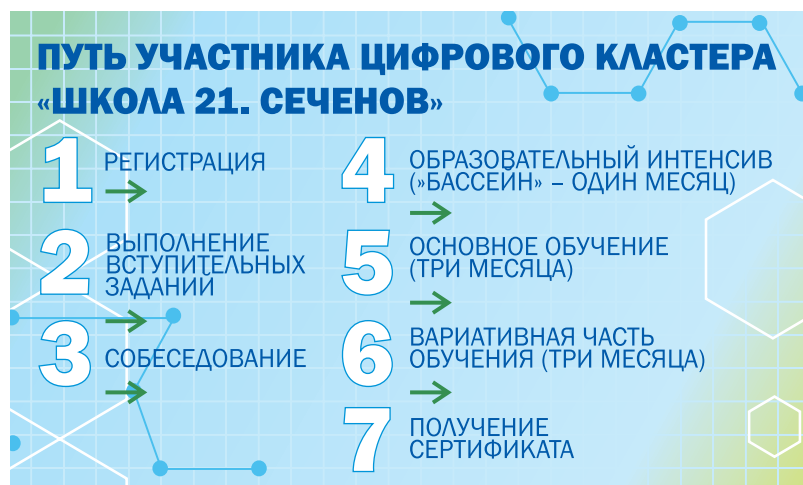 ПУТЬ УЧАСТНИКА ЦИФРОВОГО КЛАСТЕРА
«ШКОЛА 21. СЕЧЕНОВ»
1 РЕГИСТРАЦИЯ
2 ВЫПОЛНЕНИЕ
ВСТУПИТЕЛЬНЫХ
ЗАДАНИЙ
3 СОБЕСЕДОВАНИЕ
4 ОБРАЗОВАТЕЛЬНЫЙ ИНТЕНСИВ
(»БАССЕЙН» – ОДИН МЕСЯЦ)
5 ОСНОВНОЕ ОБУЧЕНИЕ
(ТРИ МЕСЯЦА)
6 ВАРИАТИВНАЯ ЧАСТЬ
ОБУЧЕНИЯ (ТРИ МЕСЯЦА)
7 ПОЛУЧЕНИЕ
СЕРТИФИКАТА